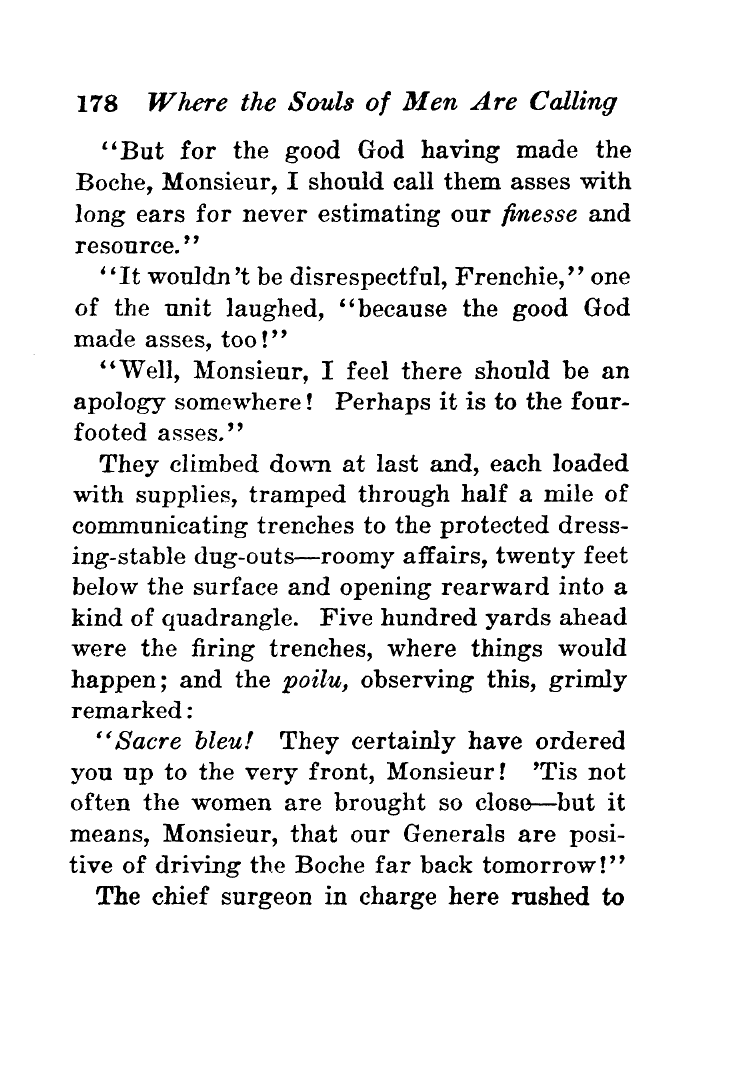 178 Where the Souls of Men Are Calling
“But for the good God having made the
Boche, Monsieur, I should call them asses with
long ears for never estimating our finesse and
resource.”
“It wouldn’t be disrespectful, Frenchie,” one
of the unit laughed, “because the good God
made asses, too!”
“Well, Monsieur, I feel there should be an
apology somewhere! Perhaps it is to the four-
footed asses.”
They climbed down at last and, each loaded
with supplies, tramped through half a mile of
communicating trenches to the protected dress-
ing-stable dug-outs—roomy affairs, twenty feet
below the surface and opening rearward into a
kind of quadrangle. Five hundred yards ahead
were the firing trenches, where things would
happen; and the poilu, observing this, grimly
remarked:
“Sacre bleu! They certainly have ordered
you up to the very front, Monsieur! ’Tis not
often the women are brought so close—but it
means, Monsieur, that our Generals are posi-
tive of driving the Boche far back tomorrow!”
The chief surgeon in charge here rushed to